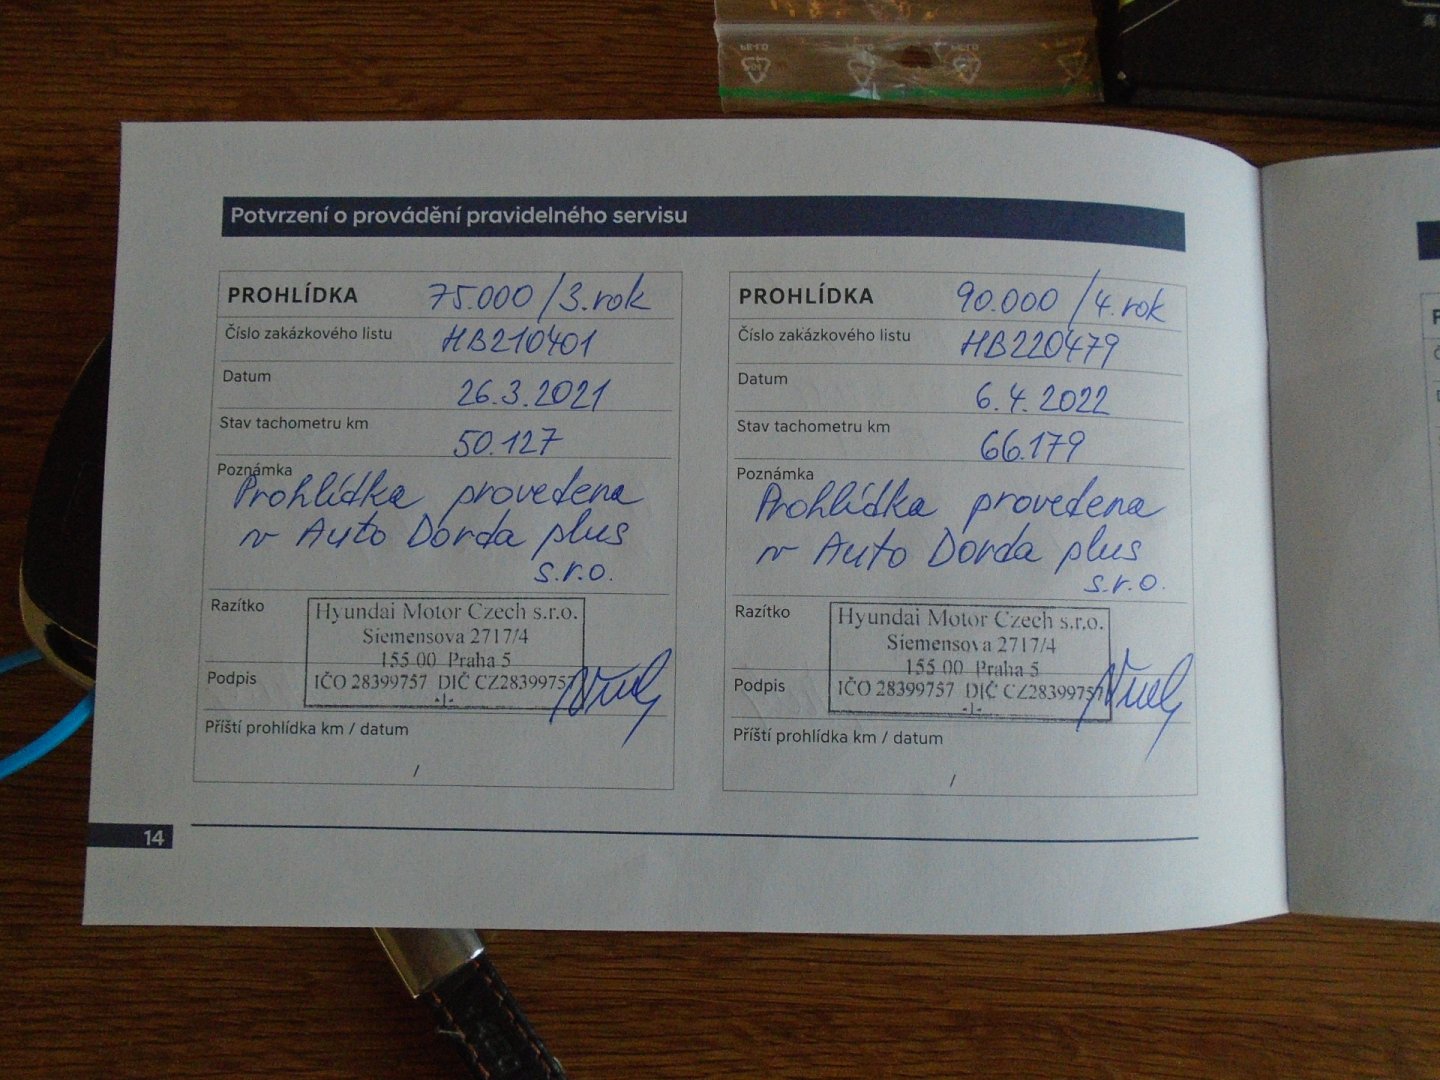 Potvrzení o provádění pravidelného servisu
PROHLÍDKA 75.000 / 3. rok
Číslo zakázkového listu HB210401
Datum 26.3.2021
Stav tachometru km 50.127
Poznámka
Prohlídka provedena
v Auto Dorda plus
s.r.o.
Razítko
Hyundai Motor Czech s.r.o.
Siemensova 2717/4
155 00 Praha 5
Podpis
IČO 28399757 DIČ CZ28399757
-1-
Příští prohlídka km / datum
/
PROHLÍDKA 90.000 / 4. rok
Číslo zakázkového listu HB220479
Datum 6.4.2022
Stav tachometru km 66.179
Poznámka
Prohlídka provedena
v Auto Dorda plus
s.r.o.
Razítko
Hyundai Motor Czech s.r.o.
Siemensova 2717/4
155 00 Praha 5
Podpis
IČO 28399757 DIČ CZ28399757
-1-
Příští prohlídka km / datum
/
14